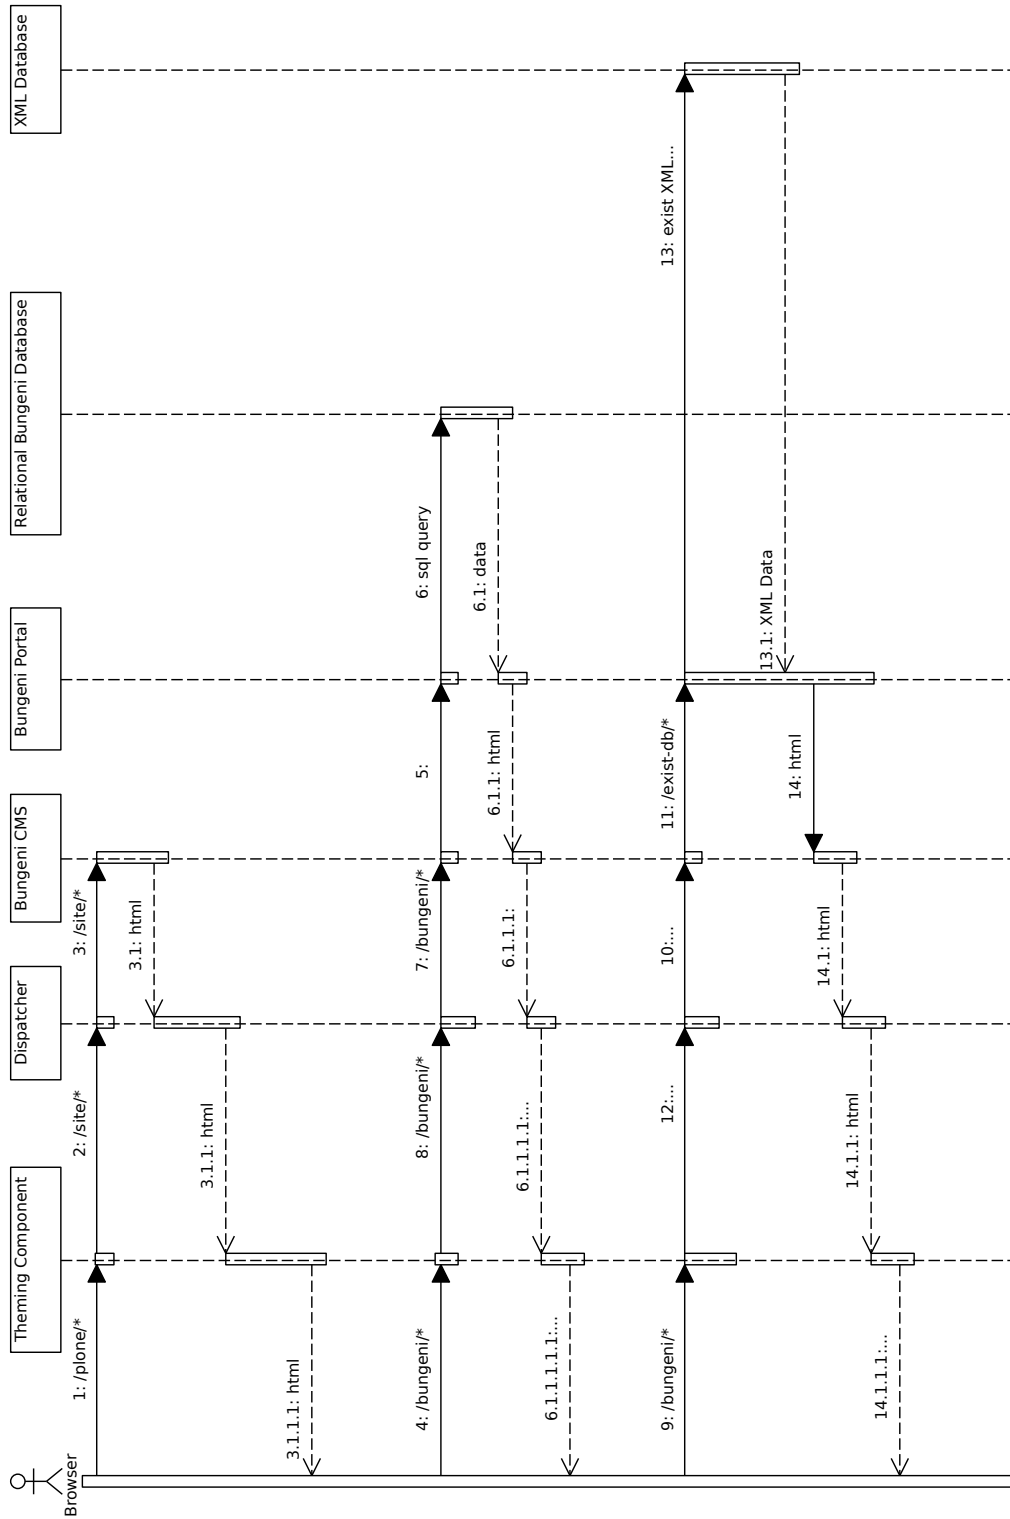 Browser
Theming Component
Dispatcher
Bungeni CMS
Bungeni Portal
Relational Bungeni Database
XML Database
1: /plone/*
2: /site/*
3: /site/*
3.1: html
3.1.1: html
3.1.1.1: html
4: /bungeni/*
8: /bungeni/*
7: /bungeni/*
5:
6: sql query
6.1: data
6.1.1: html
6.1.1.1:
6.1.1.1.1:...
6.1.1.1.1.1:...
9: /bungeni/*
12:...
10:...
11: /exist-db/*
13: exist XML...
13.1: XML Data
14: html
14.1: html
14.1.1: html
14.1.1.1:...